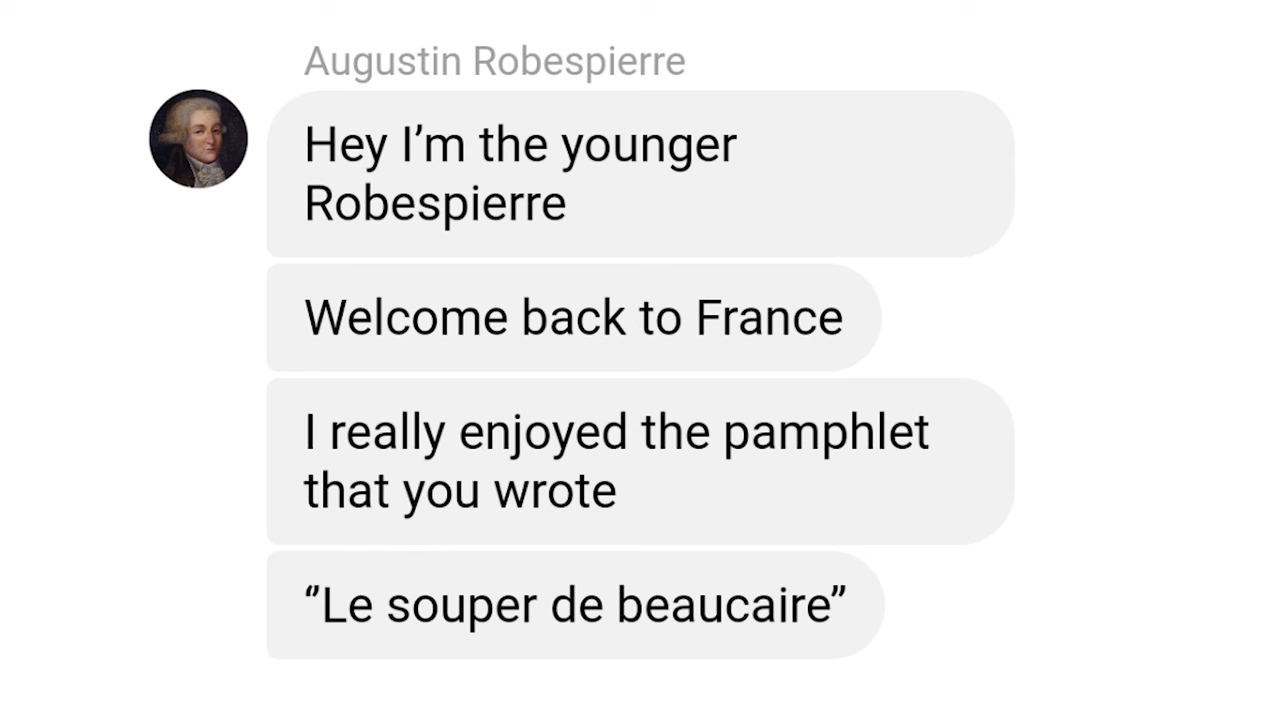 Augustin Robespierre
Hey I’m the younger
Robespierre
Welcome back to France
I really enjoyed the pamphlet
that you wrote
‟Le souper de beaucaire”